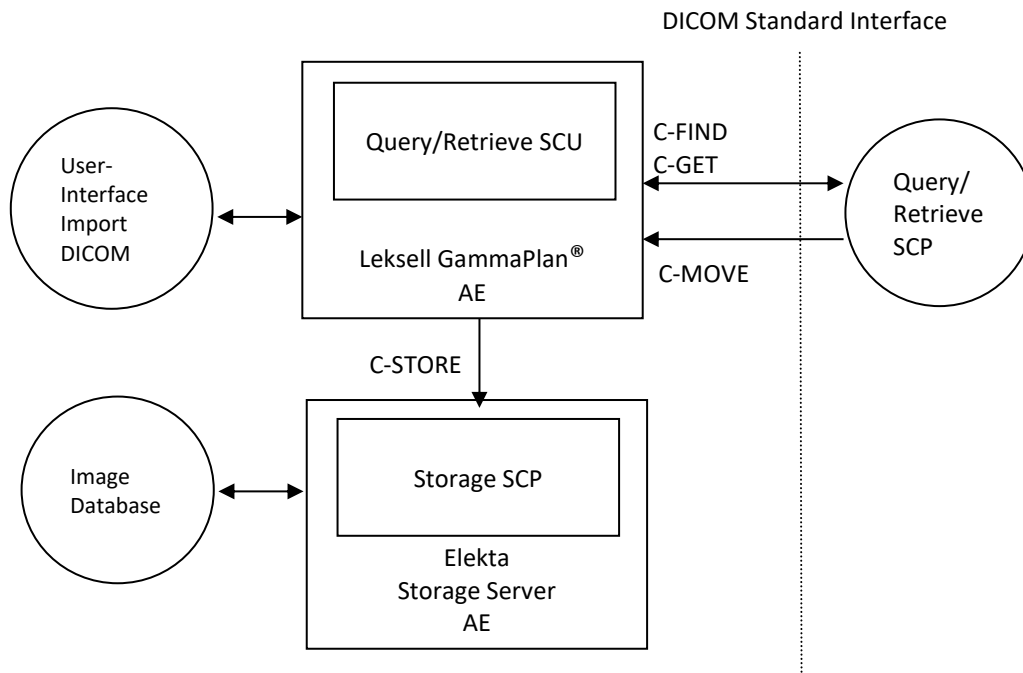 DICOM Standard Interface
Query/Retrieve SCU
C-FIND
C-GET
User-
Interface
Import
DICOM
Query/
Retrieve
SCP
Leksell GammaPlan®
AE
C-MOVE
C-STORE
Storage SCP
Image
Database
Elekta
Storage Server
AE